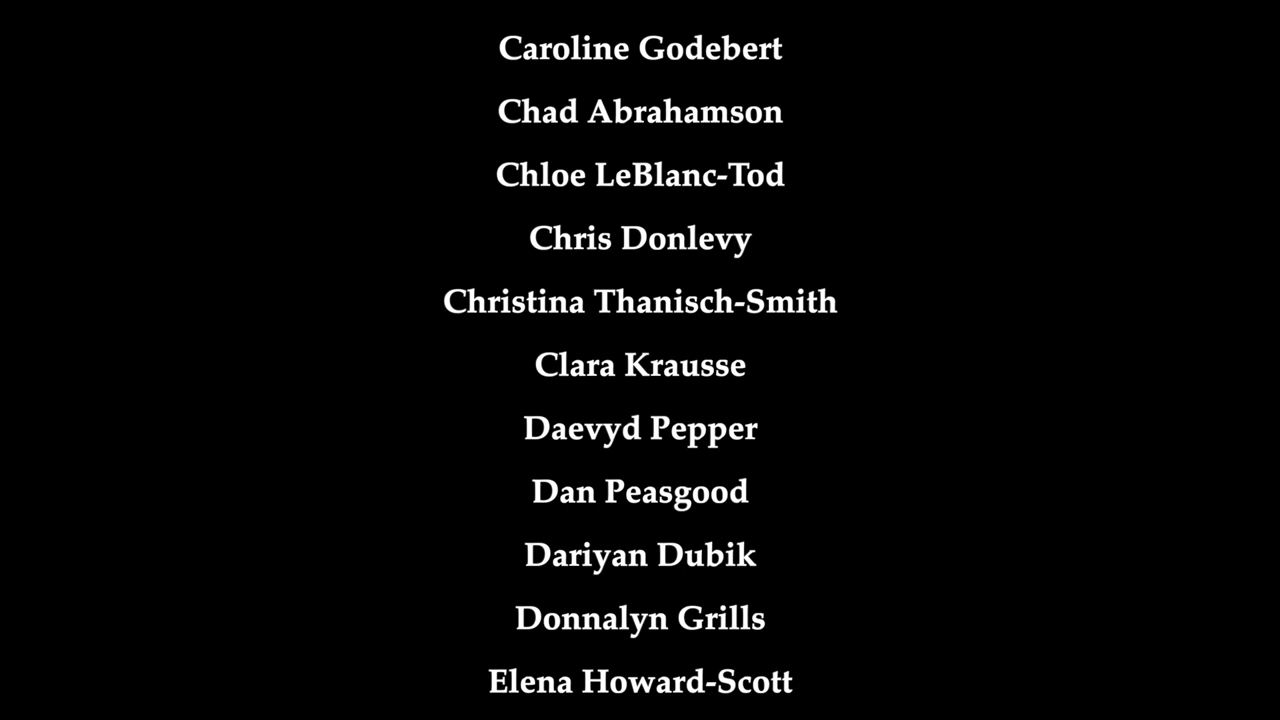 Caroline Godebert
Chad Abrahamson
Chloe LeBlanc-Tod
Chris Donlevy
Christina Thanisch-Smith
Clara Krausse
Daevyd Pepper
Dan Peasgood
Dariyan Dubik
Donnalyn Grills
Elena Howard-Scott